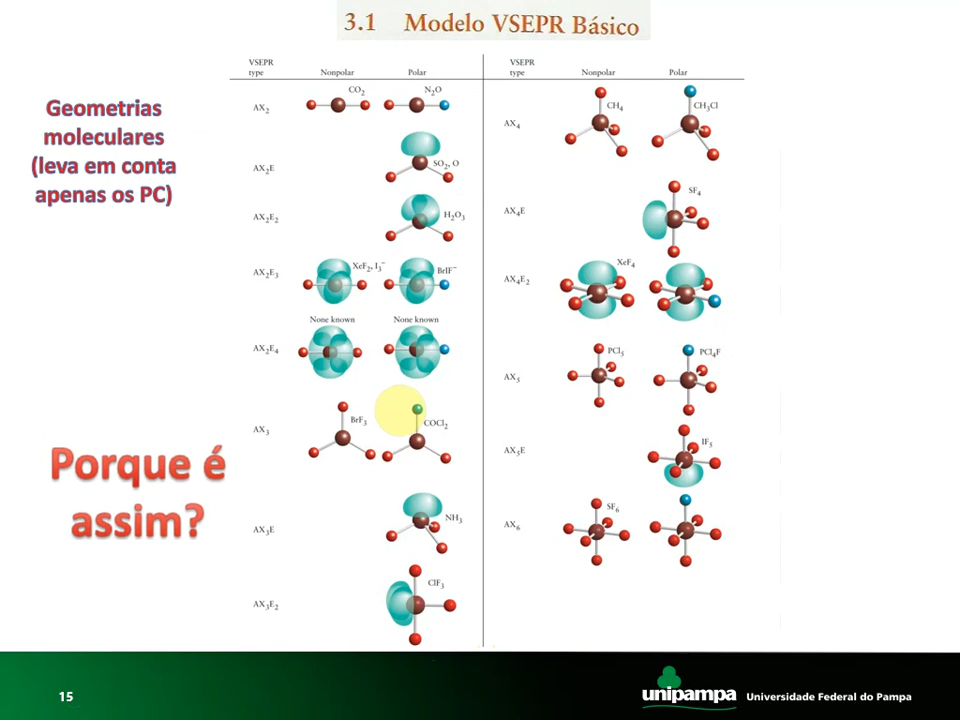 3.1 Modelo VSEPR Básico
Geometrias
moleculares
(leva em conta
apenas os PC)
Porque é
assim?
VSEPR
type
Nonpolar
Polar
AX2
CO2
N2O
AX2E
SO2, O
AX2E2
H2O3
AX2E3
XeF2, I3⁻
BrIF⁻
None known
None known
AX2E4
AX3
BrF3
COCl2
AX3E
NH3
AX3E2
ClF3
VSEPR
type
Nonpolar
Polar
AX4
CH4
CH3Cl
AX4E
SF4
AX4E2
XeF4
AX5
PCl5
PCl4F
AX5E
IF5
AX6
SF6
15
unipampa
Universidade Federal do Pampa